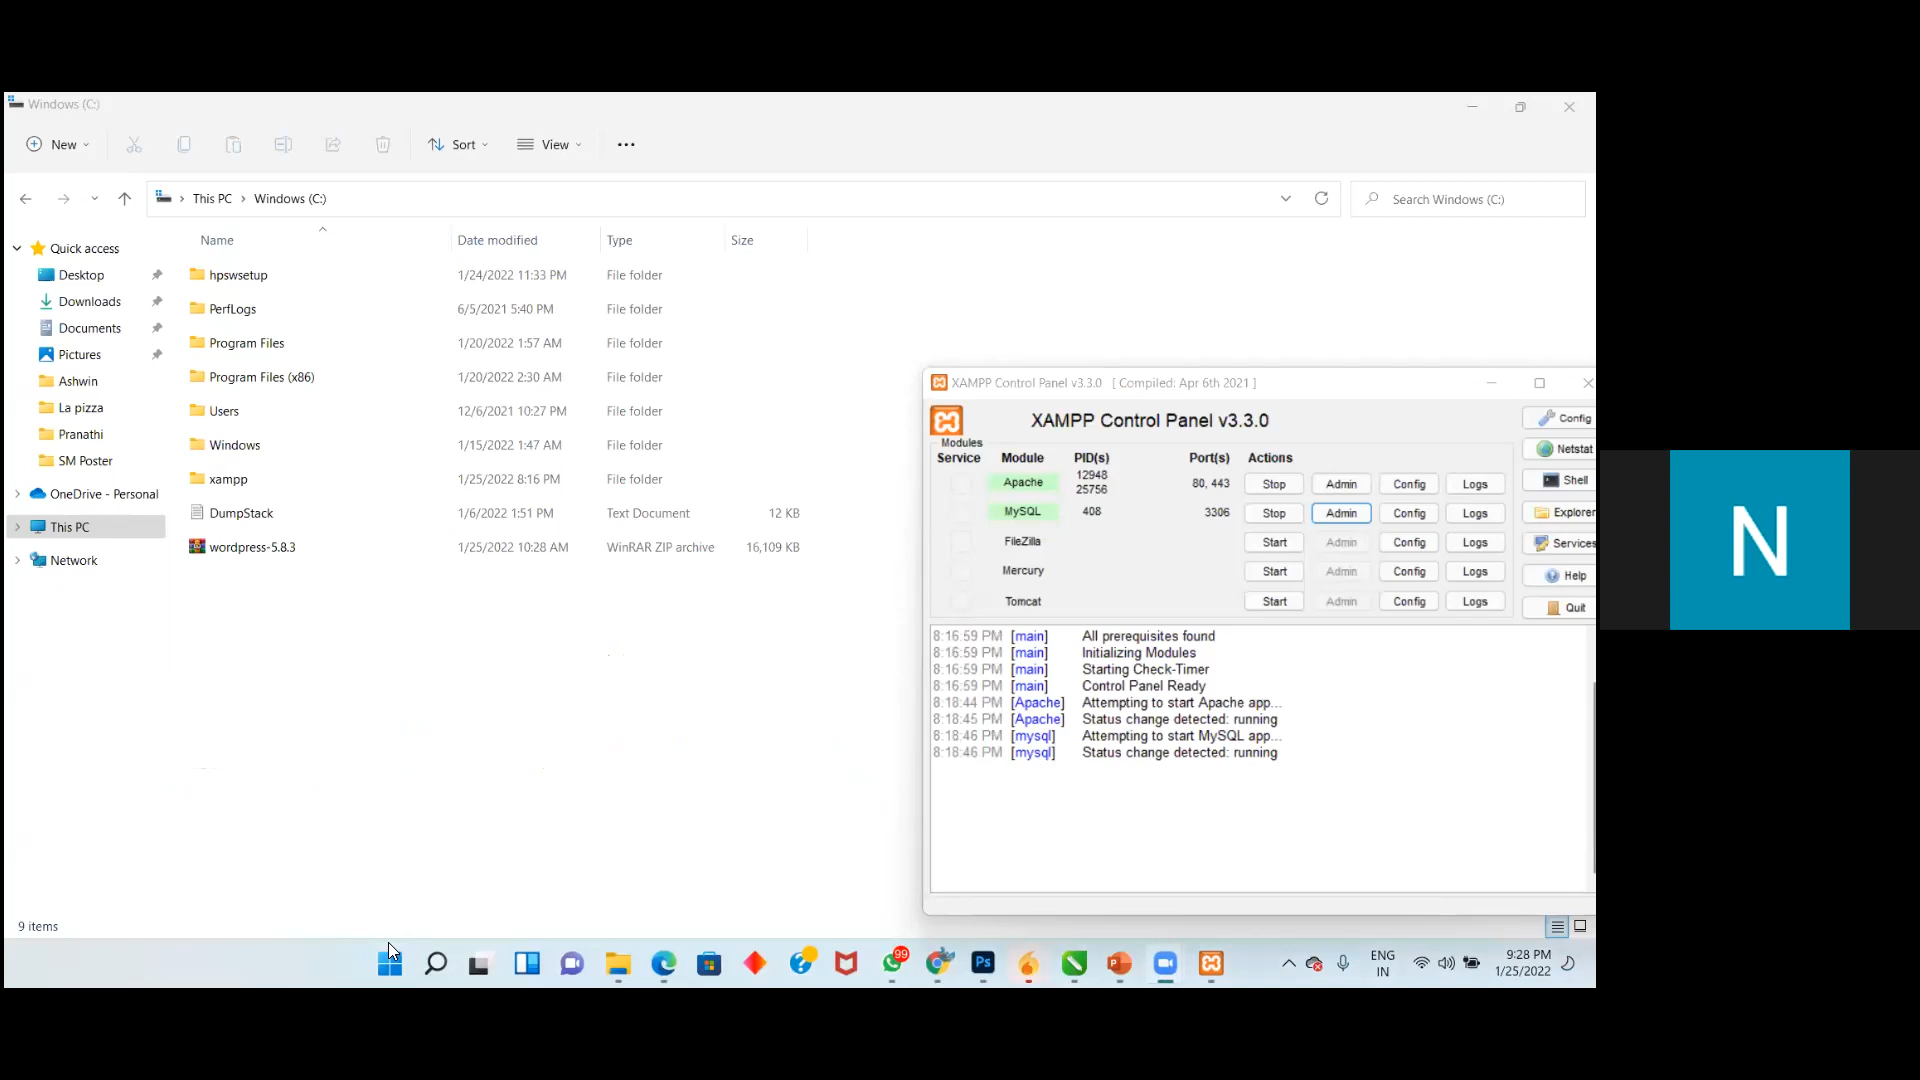 Windows (C:)
New Sort View
This PC > Windows (C:)
Search Windows (C:)
Name Date modified Type Size
Quick access
Desktop
Downloads
Documents
Pictures
Ashwin
La pizza
Pranathi
SM Poster
OneDrive - Personal
This PC
Network
hpswsetup 1/24/2022 11:33 PM File folder
PerfLogs 6/5/2021 5:40 PM File folder
Program Files 1/20/2022 1:57 AM File folder
Program Files (x86) 1/20/2022 2:30 AM File folder
Users 12/6/2021 10:27 PM File folder
Windows 1/15/2022 1:47 AM File folder
xampp 1/25/2022 8:16 PM File folder
DumpStack 1/6/2022 1:51 PM Text Document 12 KB
wordpress-5.8.3 1/25/2022 10:28 AM WinRAR ZIP archive 16,109 KB
9 items
XAMPP Control Panel v3.3.0 [ Compiled: Apr 6th 2021 ]
XAMPP Control Panel v3.3.0
Modules
Service Module PID(s) Port(s) Actions
Apache 12948 25756 80, 443 Stop Admin Config Logs
MySQL 408 3306 Stop Admin Config Logs
FileZilla Start Admin Config Logs
Mercury Start Admin Config Logs
Tomcat Start Admin Config Logs
Config
Netstat
Shell
Explorer
Services
Help
Quit
8:16:59 PM [main] All prerequisites found
8:16:59 PM [main] Initializing Modules
8:16:59 PM [main] Starting Check-Timer
8:16:59 PM [main] Control Panel Ready
8:18:44 PM [Apache] Attempting to start Apache app...
8:18:45 PM [Apache] Status change detected: running
8:18:46 PM [mysql] Attempting to start MySQL app...
8:18:46 PM [mysql] Status change detected: running
99
Ps
ENG
IN
9:28 PM
1/25/2022
N